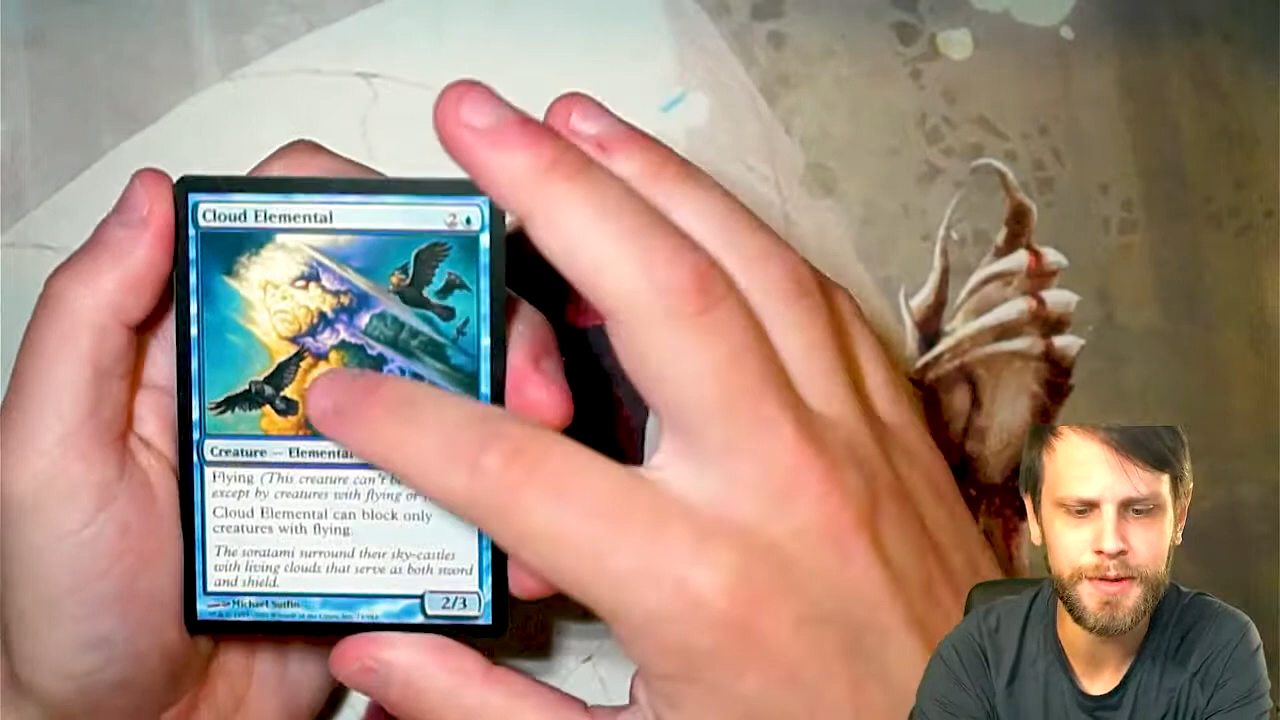 Cloud Elemental 2
Creature — Elemental
Flying (This creature can't be
except by creatures with flying or
Cloud Elemental can block only
creatures with flying.
The soratami surround their sky-castles
with living clouds that serve as both sword
and shield.
Michael Sutfin
2/3